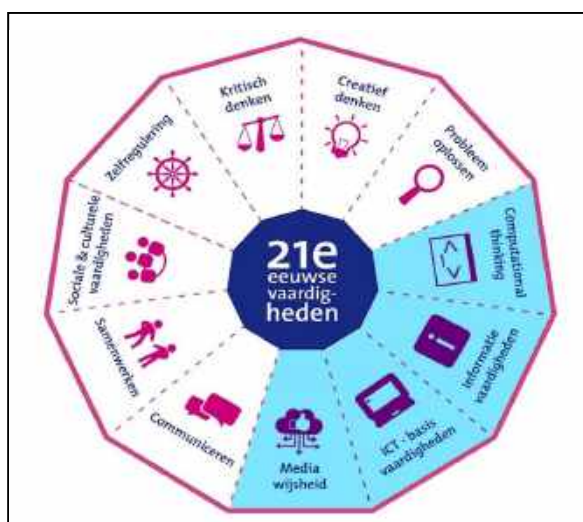 21e
eeuwse
vaardig-
heden
Kritisch
denken
Creatief
denken
Probleem
oplossen
Computational
thinking
Informatie
vaardigheden
ICT - basis
vaardigheden
Media
wijsheid
Communiceren
Samenwerken
Sociale & culturele
vaardigheden
Zelfregulering